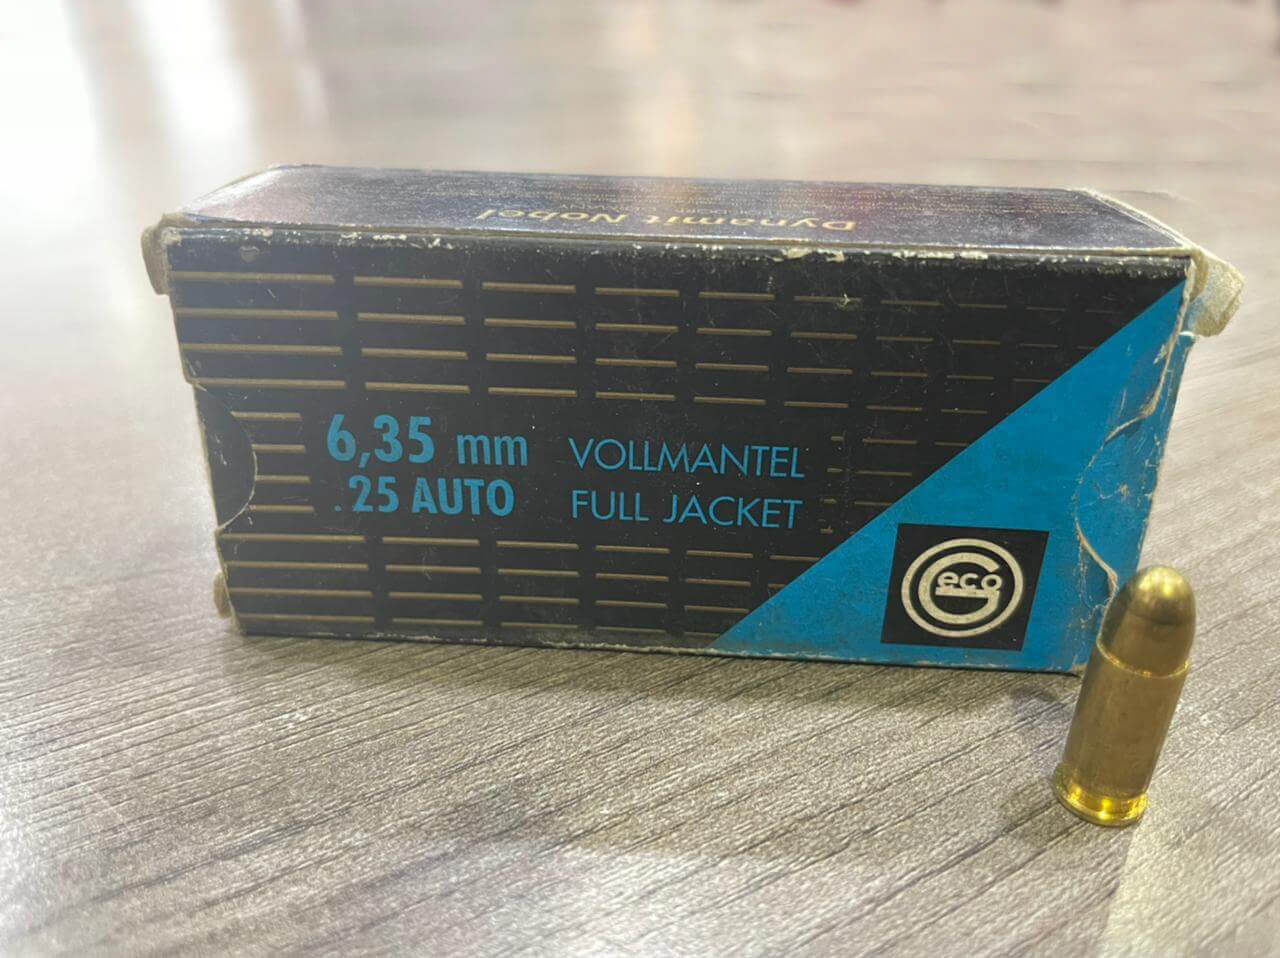 Dynamit Nobel
6,35 mm VOLLMANTEL
.25 AUTO FULL JACKET
Geco